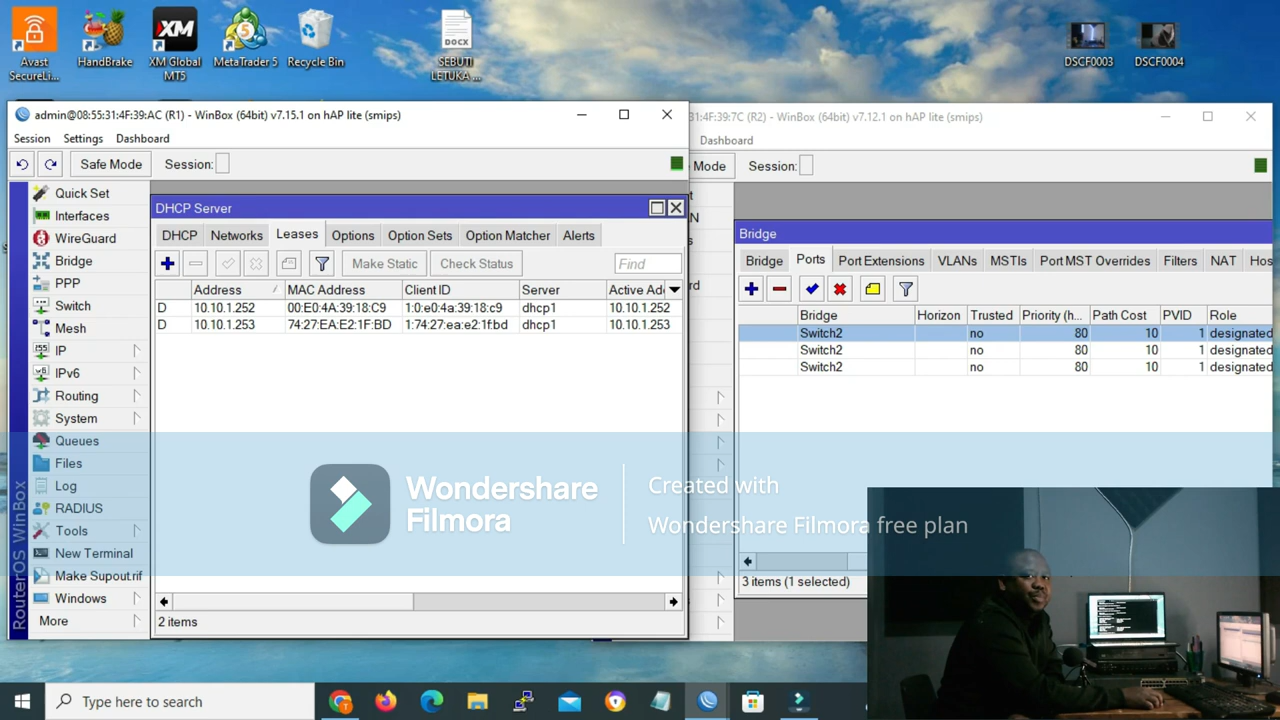 Avast
SecureLi...
HandBrake
XM
XM Global
MT5
5
MetaTrader 5
Recycle Bin
DOCX
SEBUTI
LETUKA ...
DSCF0003
DSCF0004
admin@08:55:31:4F:39:AC (R1) - WinBox (64bit) v7.15.1 on hAP lite (smips)
Session Settings Dashboard
Safe Mode Session:
Quick Set
Interfaces
WireGuard
Bridge
PPP
Switch
Mesh
IP
IPv6
Routing
System
Queues
Files
Log
RADIUS
Tools
New Terminal
Make Supout.rif
Windows
More
RouterOS WinBox
DHCP Server
DHCP Networks Leases Options Option Sets Option Matcher Alerts
Make Static Check Status Find
Address MAC Address Client ID Server Active Ad
D 10.10.1.252 00:E0:4A:39:18:C9 1:0:e0:4a:39:18:c9 dhcp1 10.10.1.252
D 10.10.1.253 74:27:EA:E2:1F:BD 1:74:27:ea:e2:1f:bd dhcp1 10.10.1.253
2 items
31:4F:39:7C (R2) - WinBox (64bit) v7.12.1 on hAP lite (smips)
Dashboard
Mode Session:
Bridge
Bridge Ports Port Extensions VLANs MSTIs Port MST Overrides Filters NAT Hos
Bridge Horizon Trusted Priority (h... Path Cost PVID Role
Switch2 no 80 10 1 designated
Switch2 no 80 10 1 designated
Switch2 no 80 10 1 designated
3 items (1 selected)
Wondershare
Filmora
Created with
Wondershare Filmora free plan
Type here to search